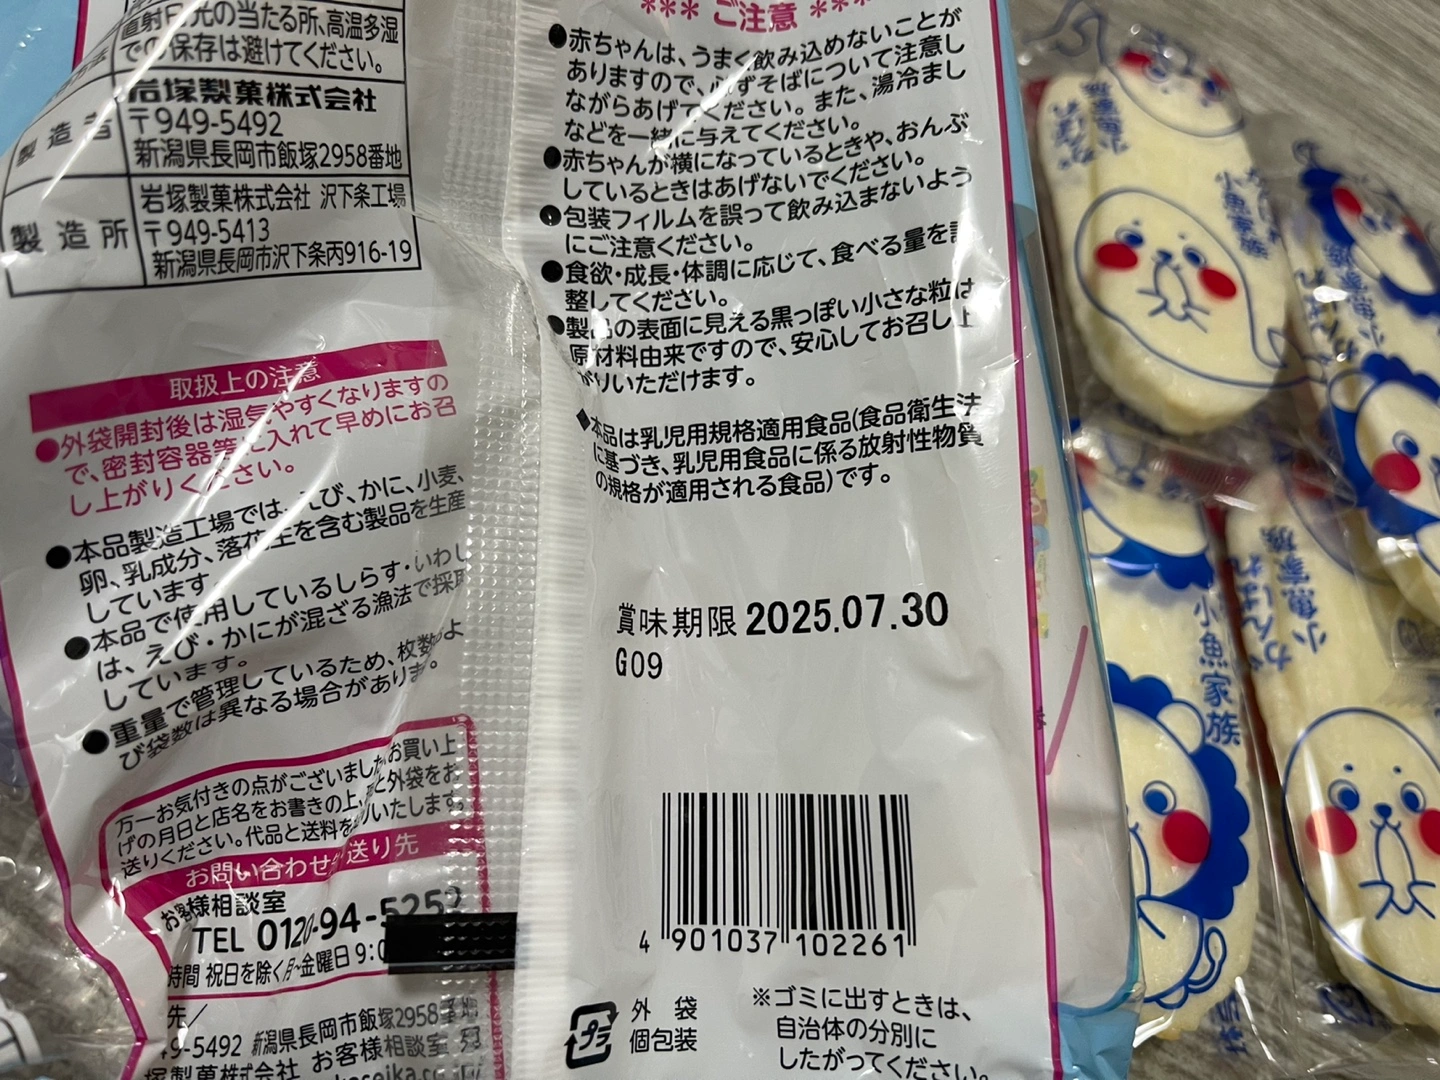 直射日光の当たる所、高温多湿
での保存は避けてください。
製造者
岩塚製菓株式会社
〒949-5492
新潟県長岡市飯塚2958番地
製造所
岩塚製菓株式会社 沢下条工場
〒949-5413
新潟県長岡市沢下条丙916-19
取扱上の注意
●外袋開封後は湿気やすくなりますの
で、密封容器等に入れて早めにお召
し上がりください。
●本品製造工場では、えび、かに、小麦、
卵、乳成分、落花生を含む製品を生産
しています。
●本品で使用しているしらす・いわし
は、えび・かにが混ざる漁法で採取
しています。
●重量で管理しているため、枚数およ
び袋数は異なる場合があります。
万一お気付きの点がございましたらお買い上
げの月日と店名をお書きの上、と外袋をお
送りください。代品と送料をお送りいたします。
お問い合わせ・送り先
お客様相談室
TEL 0120-94-5252
時間 祝日を除く月~金曜日 9:0
先/
49-5492 新潟県長岡市飯塚2958番地
塚製菓株式会社 お客様相談室 宛
*** ご注意 ***
●赤ちゃんは、うまく飲み込めないことが
ありますので、必ずそばについて注意し
ながらあげてください。また、湯冷まし
などを一緒に与えてください。
●赤ちゃんが横になっているときや、おんぶ
しているときはあげないでください。
●包装フィルムを誤って飲み込まないよう
にご注意ください。
●食欲・成長・体調に応じて、食べる量を調
整してください。
●製品の表面に見える黒っぽい小さな粒は
原材料由来ですので、安心してお召し上
がりいただけます。
◆本品は乳児用規格適用食品(食品衛生法
に基づき、乳児用食品に係る放射性物質
の規格が適用される食品)です。
賞味期限 2025.07.30
G09
4 901037 102261
プラ
外袋
個包装
※ゴミに出すときは、
自治体の分別に
したがってください。
がんばれ
小魚家族
小魚家族
がんばれ
小魚家族
小魚家族
がんばれ
小魚家族